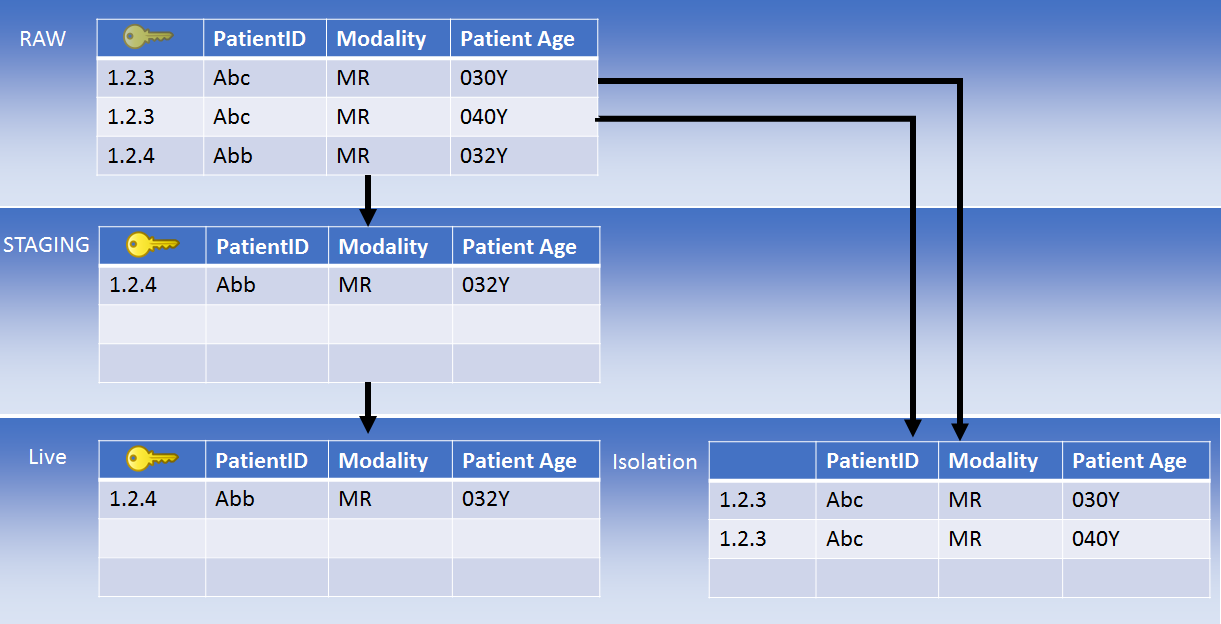 RAW PatientID Modality Patient Age
1.2.3 Abc MR 030Y
1.2.3 Abc MR 040Y
1.2.4 Abb MR 032Y
STAGING PatientID Modality Patient Age
1.2.4 Abb MR 032Y
Live PatientID Modality Patient Age
1.2.4 Abb MR 032Y
Isolation PatientID Modality Patient Age
1.2.3 Abc MR 030Y
1.2.3 Abc MR 040Y